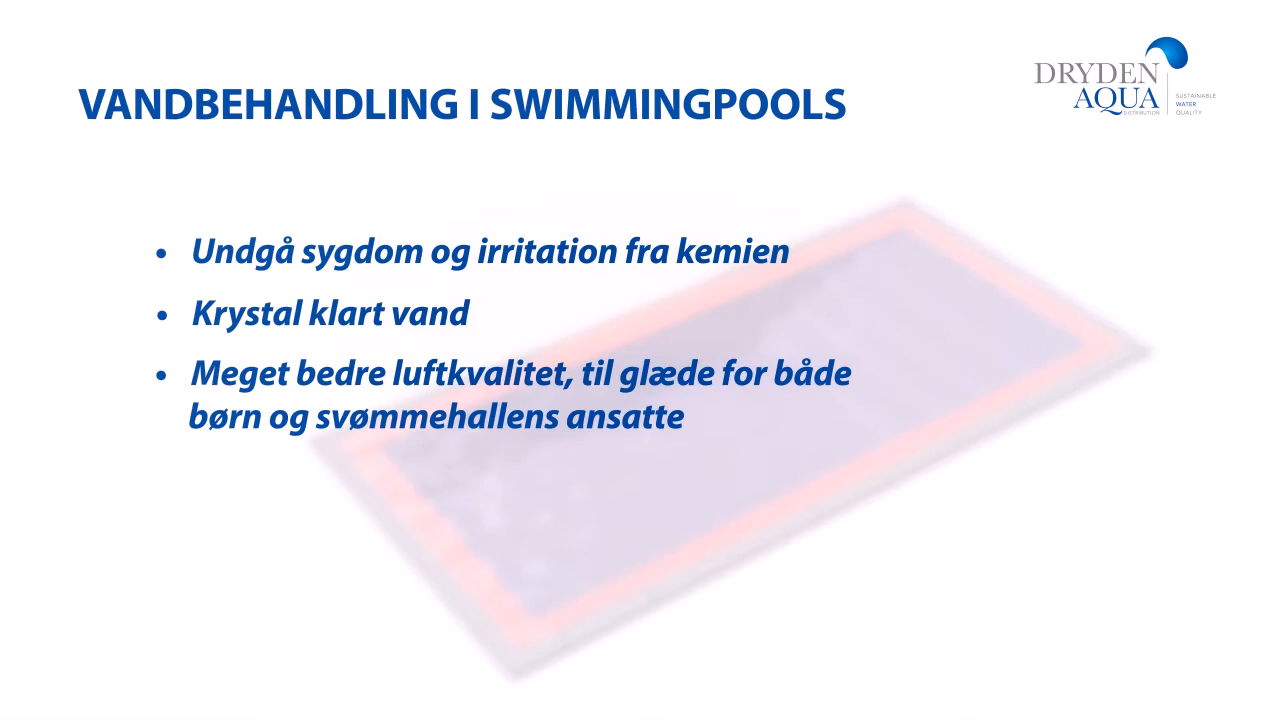 VANDBEHANDLING I SWIMMINGPOOLS
DRYDEN
AQUA
DISTRIBUTION
SUSTAINABLE
WATER
QUALITY
• Undgå sygdom og irritation fra kemien
• Krystal klart vand
• Meget bedre luftkvalitet, til glæde for både
børn og svømmehallens ansatte